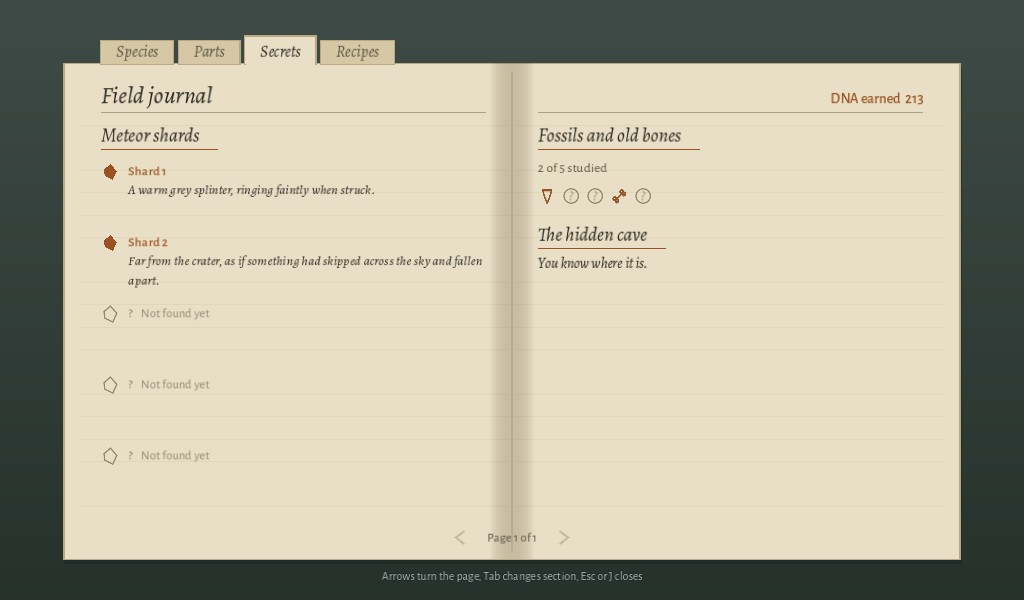 Species
Parts
Secrets
Recipes
Field journal
Meteor shards
Shard 1
A warm grey splinter, ringing faintly when struck.
Shard 2
Far from the crater, as if something had skipped across the sky and fallen
apart.
? Not found yet
? Not found yet
? Not found yet
DNA earned 213
Fossils and old bones
2 of 5 studied
? ? ?
The hidden cave
You know where it is.
Page 1 of 1
Arrows turn the page, Tab changes section, Esc or J closes